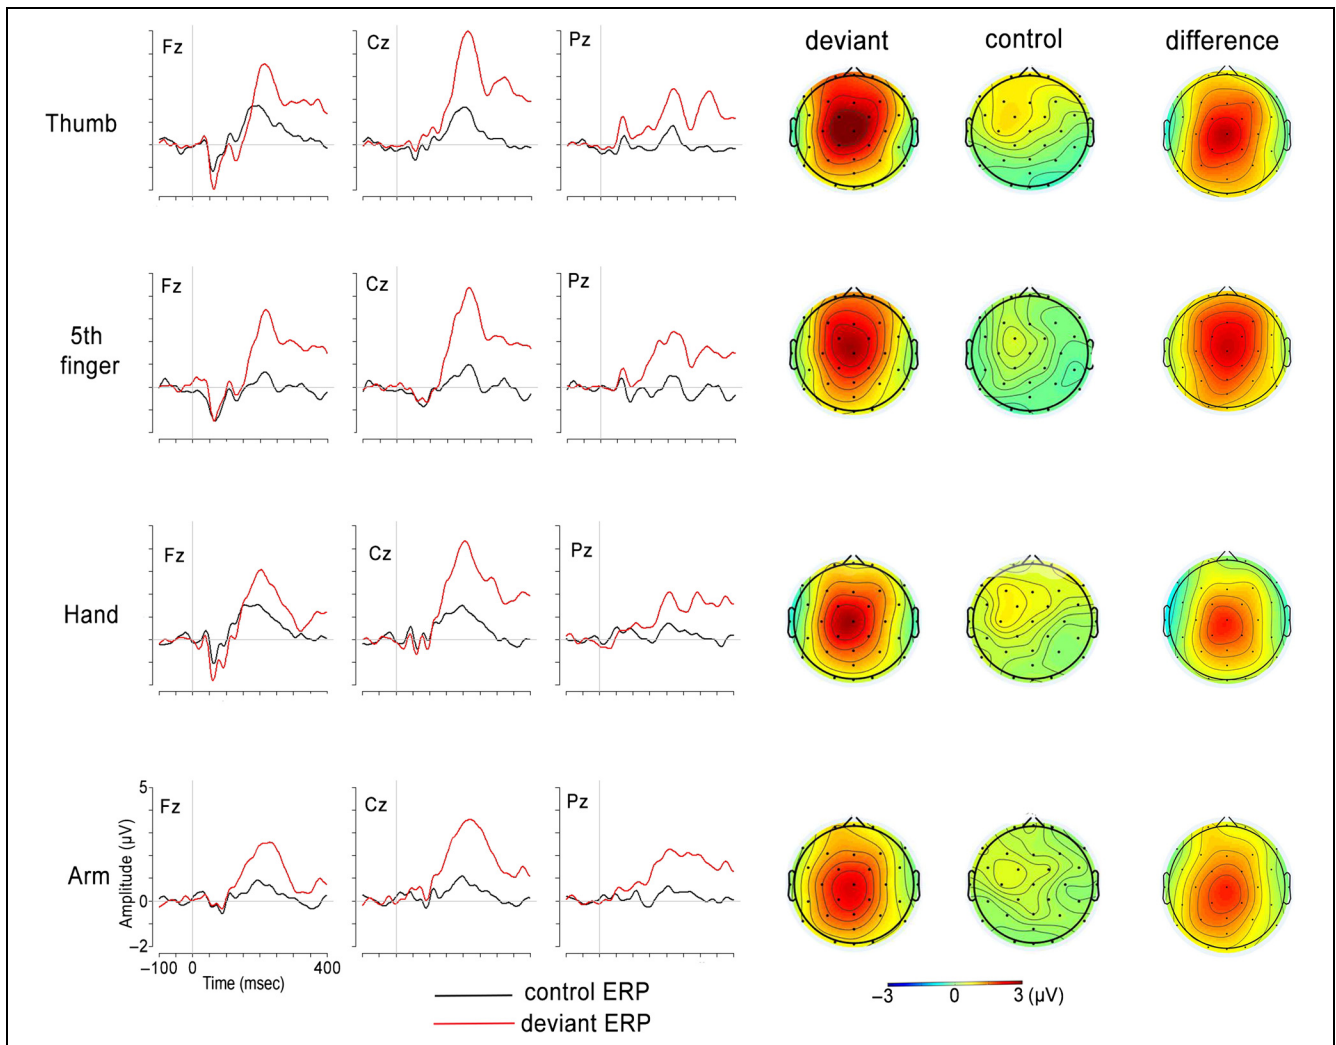 deviant control difference
Fz Cz Pz
Thumb
Fz Cz Pz
5th
finger
Fz Cz Pz
Hand
Fz Cz Pz
Arm
5
0
−2
Amplitude (μV)
−100 0 400
Time (msec)
control ERP
deviant ERP
−3 0 3 (μV)